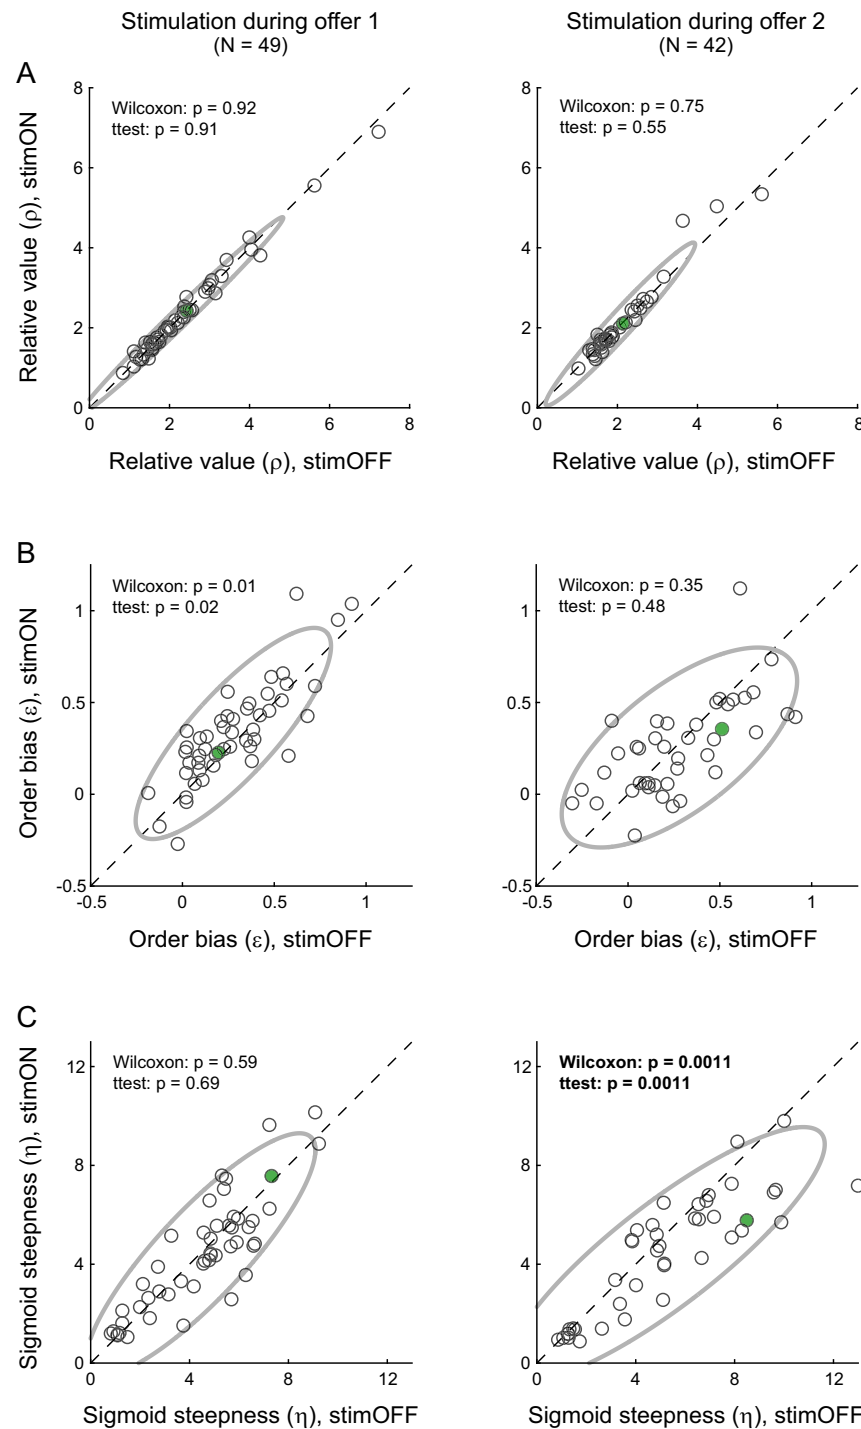 Stimulation during offer 1
(N = 49)
Stimulation during offer 2
(N = 42)
A
Wilcoxon: p = 0.92
ttest: p = 0.91
Relative value (ρ), stimON
8
6
4
2
0
0
2
4
6
8
Relative value (ρ), stimOFF
Wilcoxon: p = 0.75
ttest: p = 0.55
8
6
4
2
0
0
2
4
6
8
Relative value (ρ), stimOFF
B
Wilcoxon: p = 0.01
ttest: p = 0.02
Order bias (ε), stimON
1
0.5
0
-0.5
-0.5
0
0.5
1
Order bias (ε), stimOFF
Wilcoxon: p = 0.35
ttest: p = 0.48
1
0.5
0
-0.5
-0.5
0
0.5
1
Order bias (ε), stimOFF
C
Wilcoxon: p = 0.59
ttest: p = 0.69
Sigmoid steepness (η), stimON
12
8
4
0
0
4
8
12
Sigmoid steepness (η), stimOFF
Wilcoxon: p = 0.0011
ttest: p = 0.0011
12
8
4
0
0
4
8
12
Sigmoid steepness (η), stimOFF